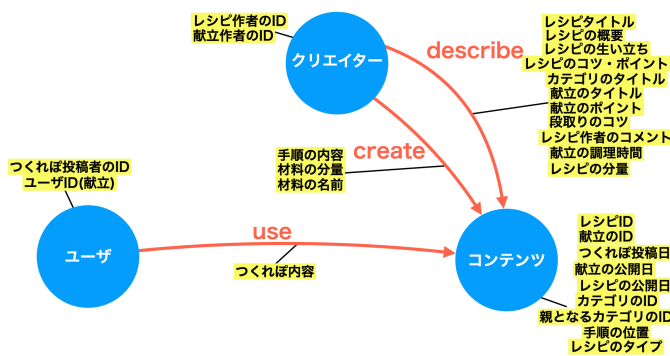 レシピ作者のID
献立作者のID
クリエイター
describe
レシピタイトル
レシピの概要
レシピの生い立ち
レシピのコツ・ポイント
カテゴリのタイトル
献立のタイトル
献立のポイント
段取りのコツ
レシピ作者のコメント
献立の調理時間
レシピの分量
create
手順の内容
材料の分量
材料の名前
つくれぽ投稿者のID
ユーザID(献立)
ユーザ
use
つくれぽ内容
コンテンツ
レシピID
献立のID
つくれぽ投稿日
献立の公開日
レシピの公開日
カテゴリのID
親となるカテゴリのID
手順の位置
レシピのタイプ